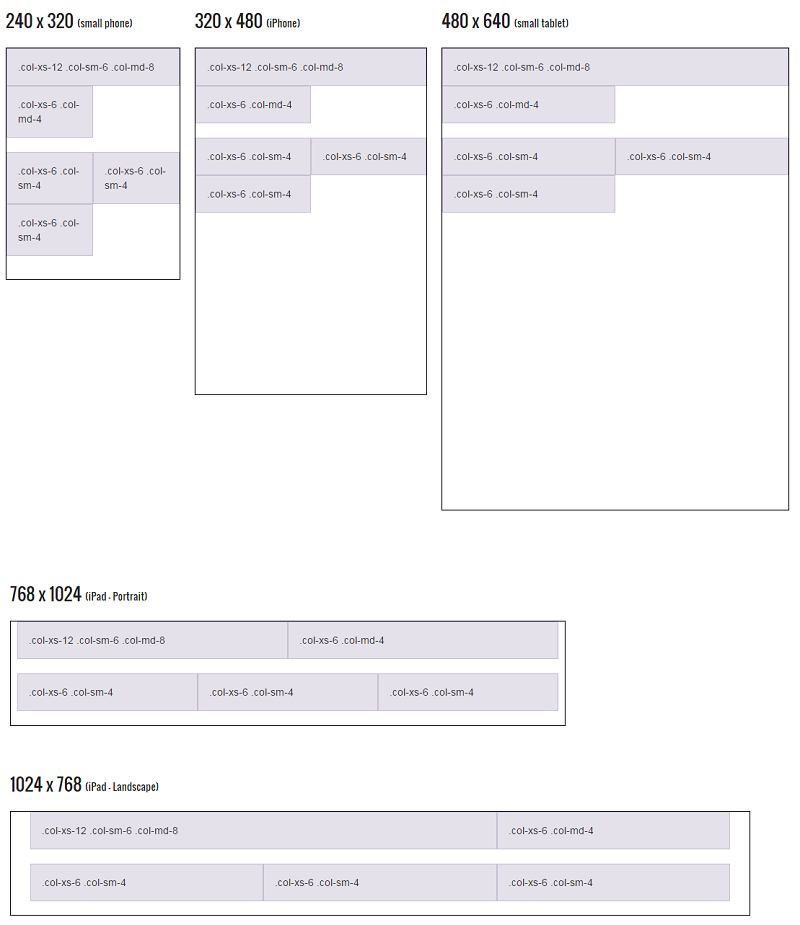 240 x 320 (small phone)
.col-xs-12 .col-sm-6 .col-md-8
.col-xs-6 .col-
md-4
.col-xs-6 .col-
sm-4
.col-xs-6 .col-
sm-4
.col-xs-6 .col-
sm-4
320 x 480 (iPhone)
.col-xs-12 .col-sm-6 .col-md-8
.col-xs-6 .col-md-4
.col-xs-6 .col-sm-4
.col-xs-6 .col-sm-4
.col-xs-6 .col-sm-4
480 x 640 (small tablet)
.col-xs-12 .col-sm-6 .col-md-8
.col-xs-6 .col-md-4
.col-xs-6 .col-sm-4
.col-xs-6 .col-sm-4
.col-xs-6 .col-sm-4
768 x 1024 (iPad - Portrait)
.col-xs-12 .col-sm-6 .col-md-8
.col-xs-6 .col-md-4
.col-xs-6 .col-sm-4
.col-xs-6 .col-sm-4
.col-xs-6 .col-sm-4
1024 x 768 (iPad - Landscape)
.col-xs-12 .col-sm-6 .col-md-8
.col-xs-6 .col-md-4
.col-xs-6 .col-sm-4
.col-xs-6 .col-sm-4
.col-xs-6 .col-sm-4